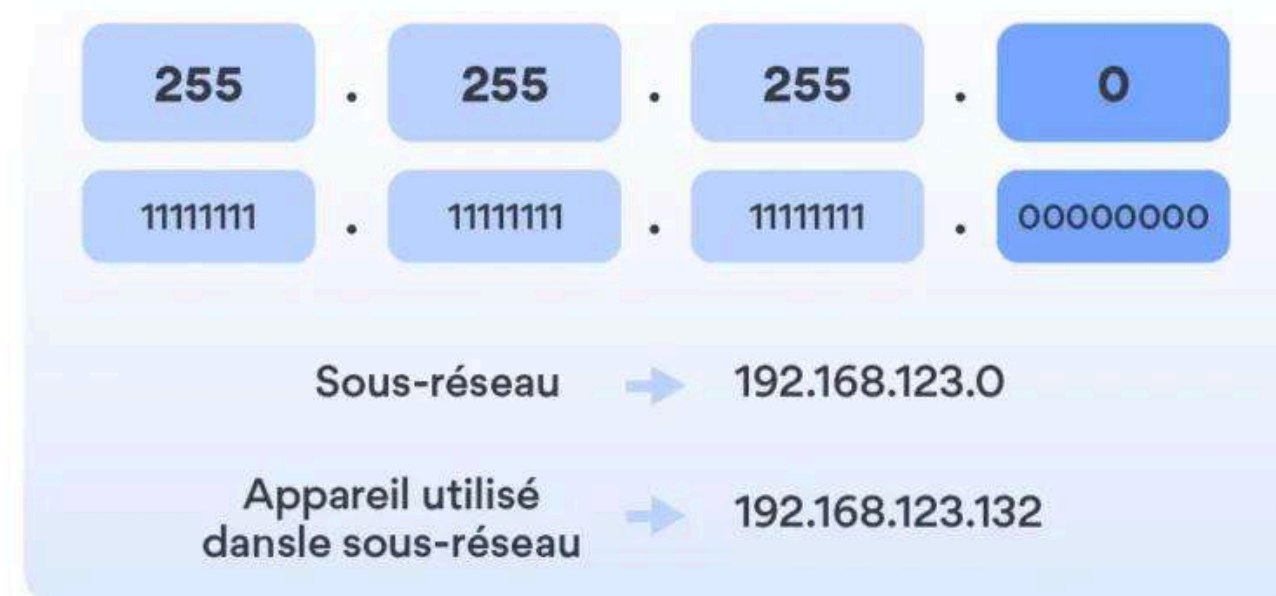 255 . 255 . 255 . 0
11111111 . 11111111 . 11111111 . 00000000
Sous-réseau 192.168.123.0
Appareil utilisé
dansle sous-réseau 192.168.123.132